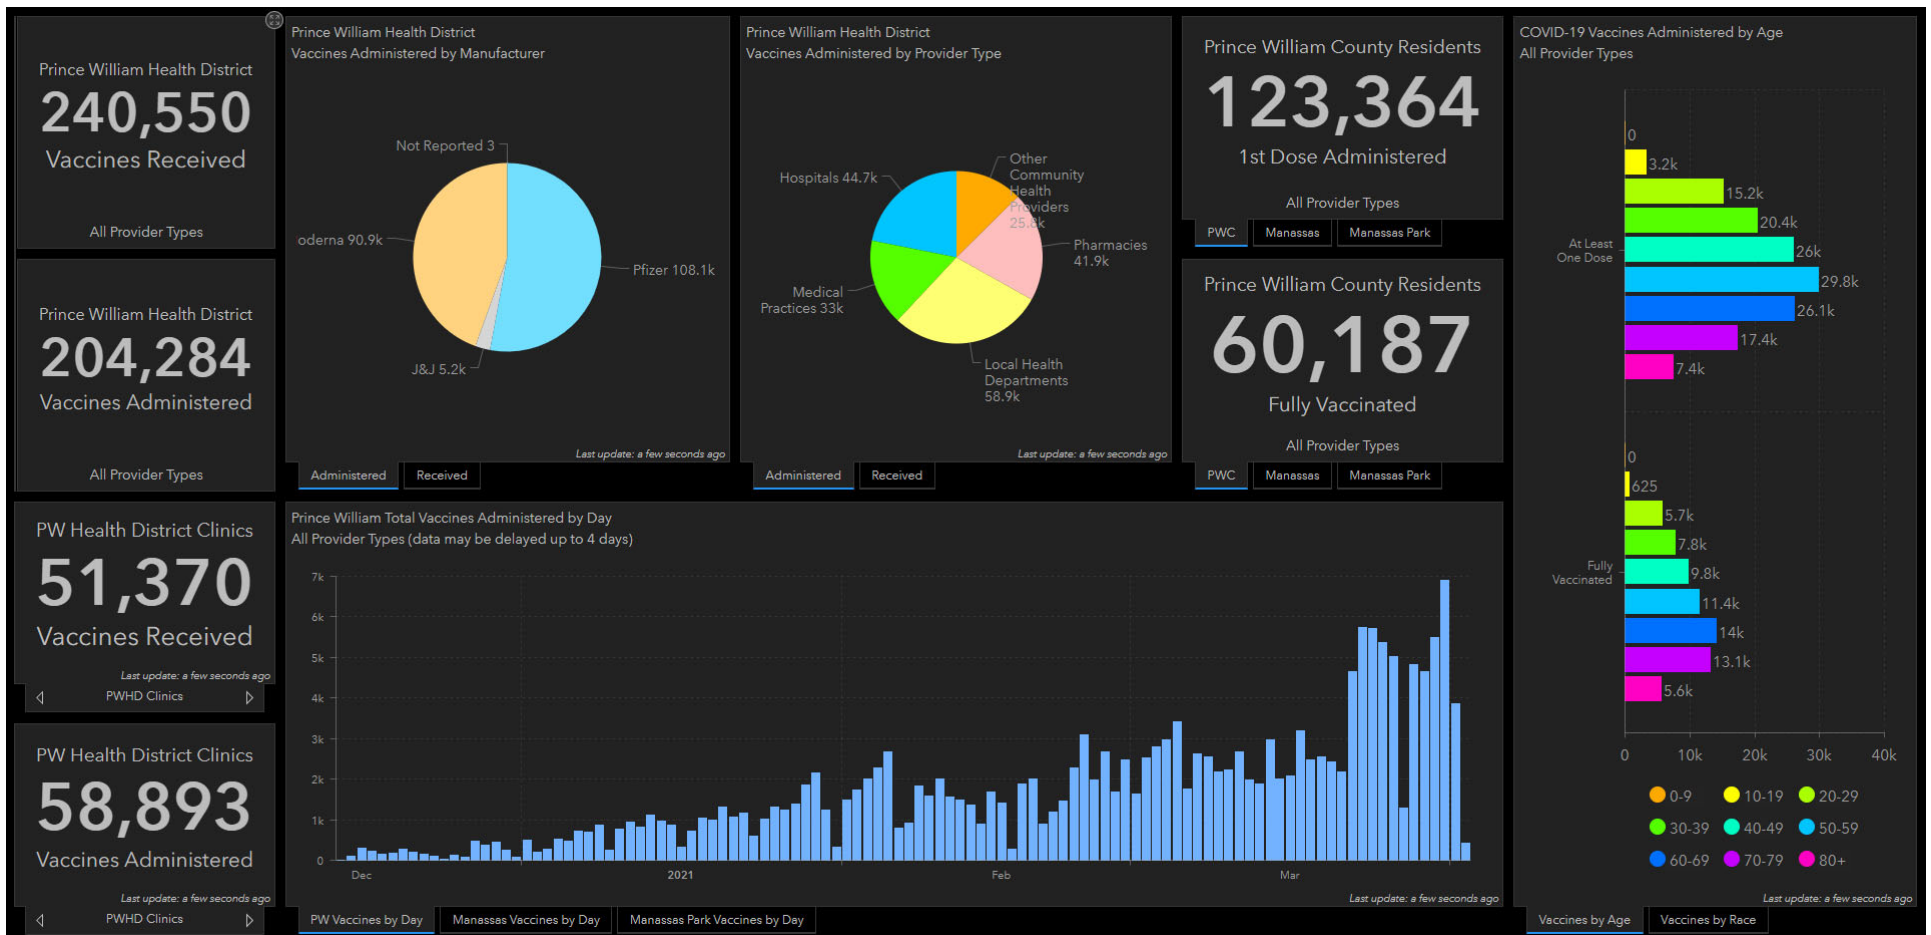 Prince William Health District
240,550
Vaccines Received
All Provider Types
Prince William Health District
204,284
Vaccines Administered
All Provider Types
PW Health District Clinics
51,370
Vaccines Received
Last update: a few seconds ago
PWHD Clinics
PW Health District Clinics
58,893
Vaccines Administered
Last update: a few seconds ago
PWHD Clinics
Prince William Health District
Vaccines Administered by Manufacturer
Not Reported 3
oderna 90.9k
Pfizer 108.1k
J&J 5.2k
Last update: a few seconds ago
Administered
Received
Prince William Health District
Vaccines Administered by Provider Type
Other
Community
Health
Providers
25.8k
Hospitals 44.7k
Pharmacies
41.9k
Medical
Practices 33k
Local Health
Departments
58.9k
Last update: a few seconds ago
Administered
Received
Prince William County Residents
123,364
1st Dose Administered
All Provider Types
PWC
Manassas
Manassas Park
Prince William County Residents
60,187
Fully Vaccinated
All Provider Types
PWC
Manassas
Manassas Park
Prince William Total Vaccines Administered by Day
All Provider Types (data may be delayed up to 4 days)
7k
6k
5k
4k
3k
2k
1k
0
Dec
2021
Feb
Mar
Last update: a few seconds ago
PW Vaccines by Day
Manassas Vaccines by Day
Manassas Park Vaccines by Day
COVID-19 Vaccines Administered by Age
All Provider Types
At Least
One Dose
0
3.2k
15.2k
20.4k
26k
29.8k
26.1k
17.4k
7.4k
Fully
Vaccinated
0
625
5.7k
7.8k
9.8k
11.4k
14k
13.1k
5.6k
0 10k 20k 30k 40k
0-9 10-19 20-29
30-39 40-49 50-59
60-69 70-79 80+
Last update: a few seconds ago
Vaccines by Age
Vaccines by Race